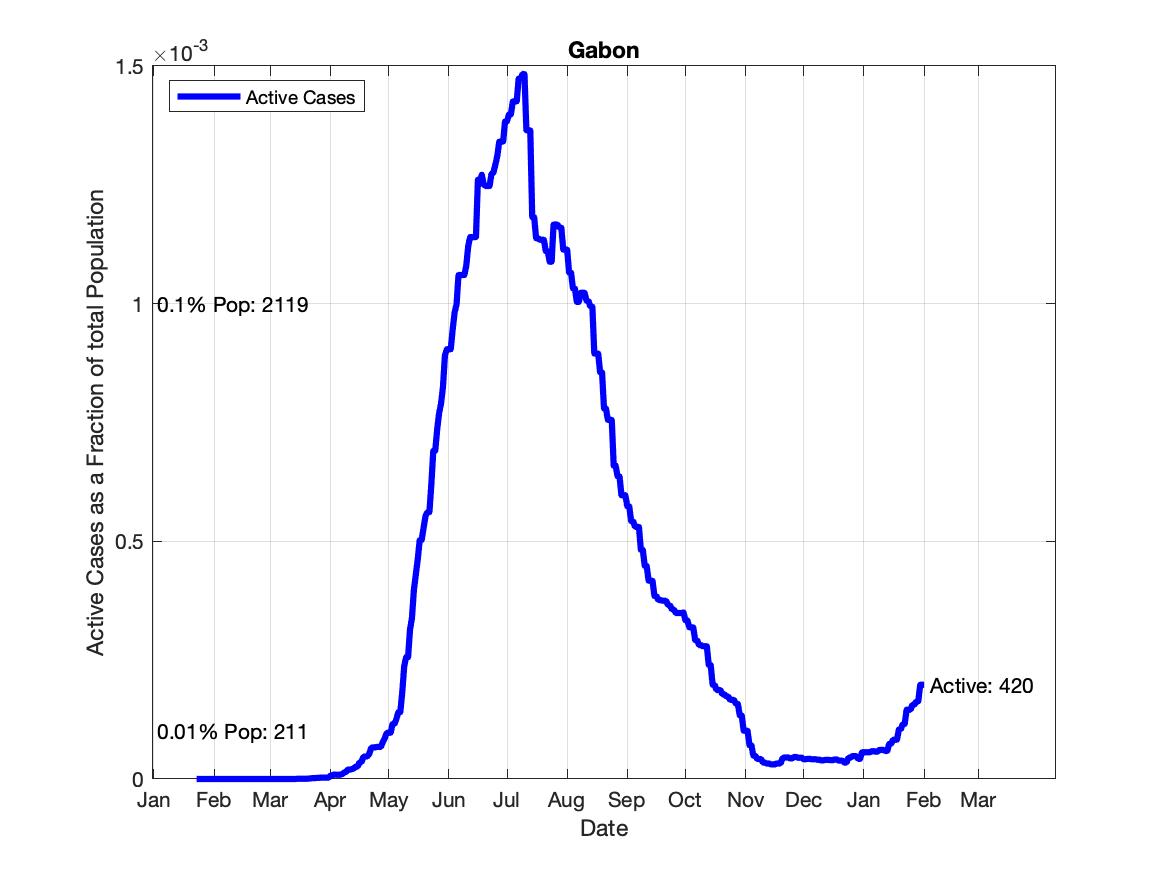 Gabon
×10-3
1.5
1
0.5
0
Active Cases
0.1% Pop: 2119
0.01% Pop: 211
Active: 420
Active Cases as a Fraction of total Population
Jan Feb Mar Apr May Jun Jul Aug Sep Oct Nov Dec Jan Feb Mar
Date